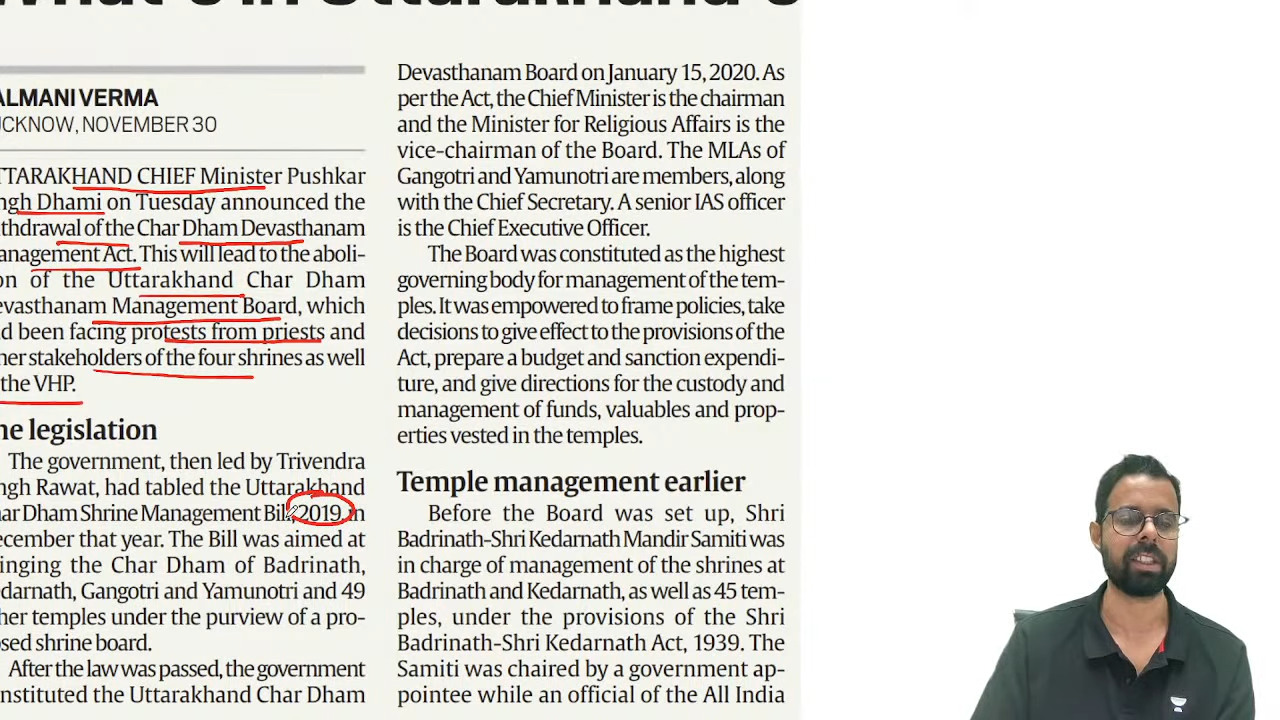 ALMANI VERMA
UCKNOW, NOVEMBER 30
TTARAKHAND CHIEF Minister Pushkar
ngh Dhami on Tuesday announced the
thdrawal of the Char Dham Devasthanam
anagement Act. This will lead to the aboli-
on of the Uttarakhand Char Dham
evasthanam Management Board, which
d been facing protests from priests and
her stakeholders of the four shrines as well
the VHP.
he legislation
The government, then led by Trivendra
ngh Rawat, had tabled the Uttarakhand
har Dham Shrine Management Bill, 2019, in
ecember that year. The Bill was aimed at
inging the Char Dham of Badrinath,
edarnath, Gangotri and Yamunotri and 49
her temples under the purview of a pro-
osed shrine board.
After the law was passed, the government
nstituted the Uttarakhand Char Dham
Devasthanam Board on January 15, 2020. As
per the Act, the Chief Minister is the chairman
and the Minister for Religious Affairs is the
vice-chairman of the Board. The MLAs of
Gangotri and Yamunotri are members, along
with the Chief Secretary. A senior IAS officer
is the Chief Executive Officer.
The Board was constituted as the highest
governing body for management of the tem-
ples. It was empowered to frame policies, take
decisions to give effect to the provisions of the
Act, prepare a budget and sanction expendi-
ture, and give directions for the custody and
management of funds, valuables and prop-
erties vested in the temples.
Temple management earlier
Before the Board was set up, Shri
Badrinath-Shri Kedarnath Mandir Samiti was
in charge of management of the shrines at
Badrinath and Kedarnath, as well as 45 tem-
ples, under the provisions of the Shri
Badrinath-Shri Kedarnath Act, 1939. The
Samiti was chaired by a government ap-
pointee while an official of the All India